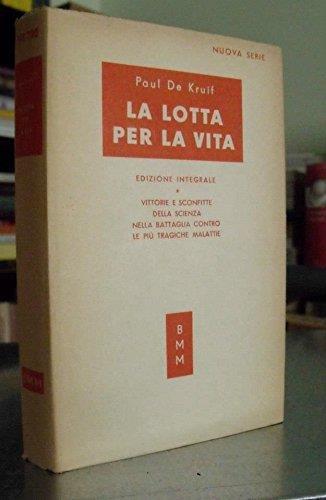 NUOVA SERIE
Paul De Kruif
LA LOTTA
PER LA VITA
EDIZIONE INTEGRALE
★
VITTORIE E SCONFITTE
DELLA SCIENZA
NELLA BATTAGLIA CONTRO
LE PIÙ TRAGICHE MALATTIE
B
M
M